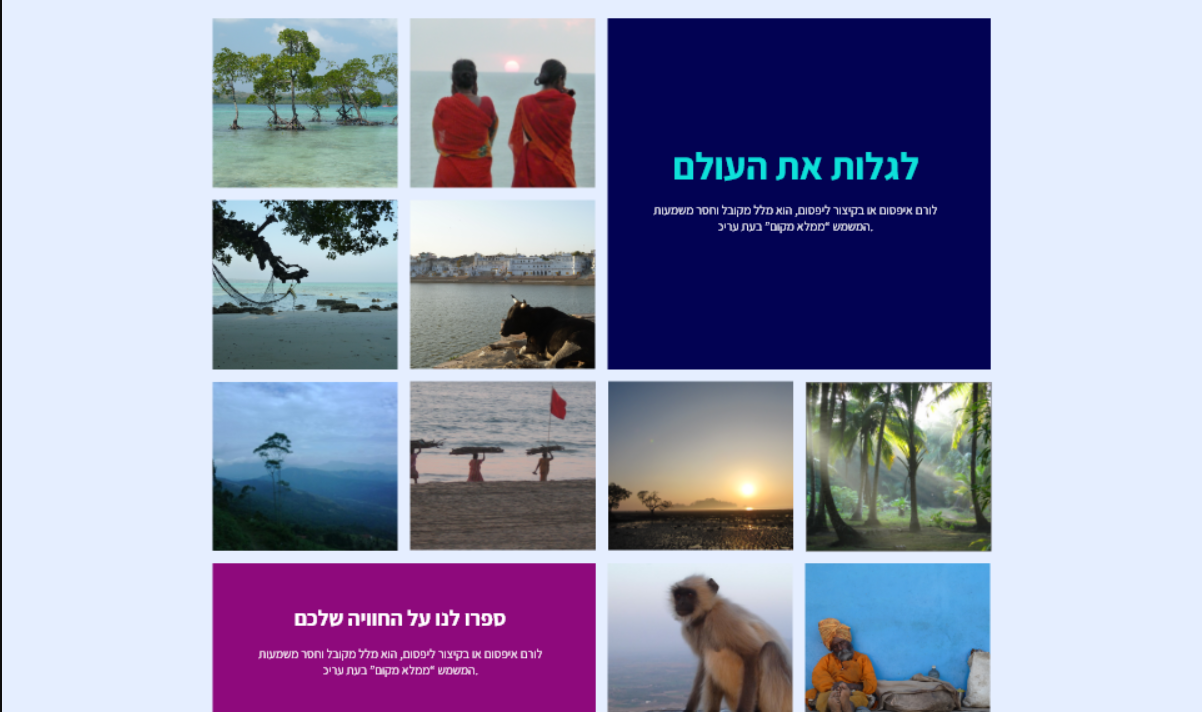 לגלות את העולם
לורם איפסום או בקיצור ליפסום, הוא מלל מקובל וחסר משמעות
המשמש "ממלא מקום" בעת עריכ.
ספרו לנו על החוויה שלכם
לורם איפסום או בקיצור ליפסום, הוא מלל מקובל וחסר משמעות
המשמש "ממלא מקום" בעת עריכ.